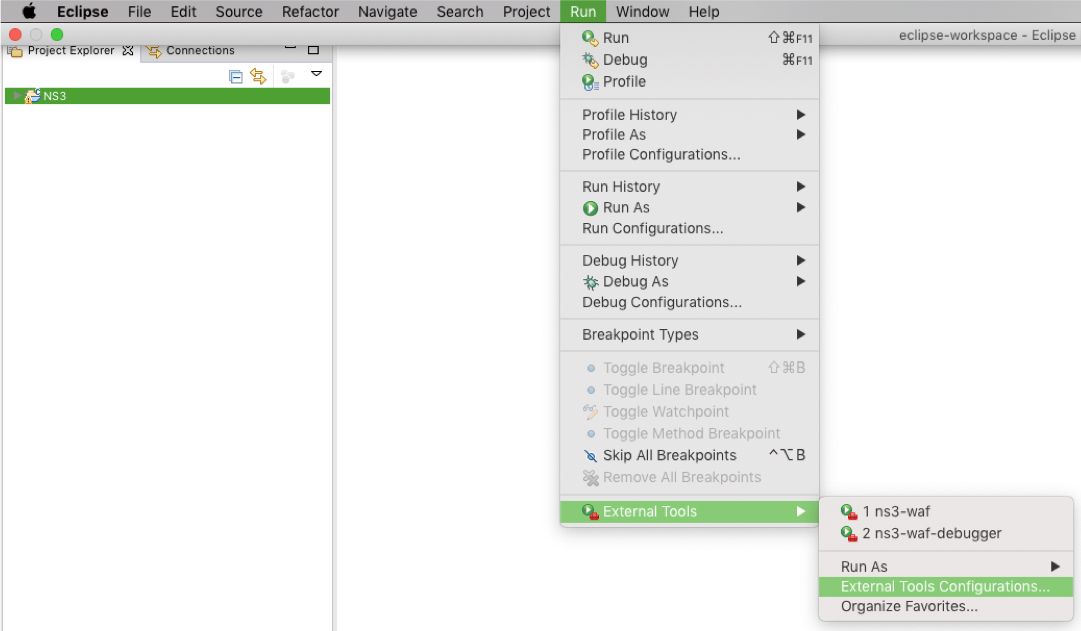 Eclipse File Edit Source Refactor Navigate Search Project Run Window Help
eclipse-workspace - Eclipse
Project Explorer Connections
NS3
Run ⇧⌘F11
Debug ⌘F11
Profile
Profile History
Profile As
Profile Configurations...
Run History
Run As
Run Configurations...
Debug History
Debug As
Debug Configurations...
Breakpoint Types
Toggle Breakpoint ⇧⌘B
Toggle Line Breakpoint
Toggle Watchpoint
Toggle Method Breakpoint
Skip All Breakpoints ^⌥B
Remove All Breakpoints
External Tools
1 ns3-waf
2 ns3-waf-debugger
Run As
External Tools Configurations...
Organize Favorites...